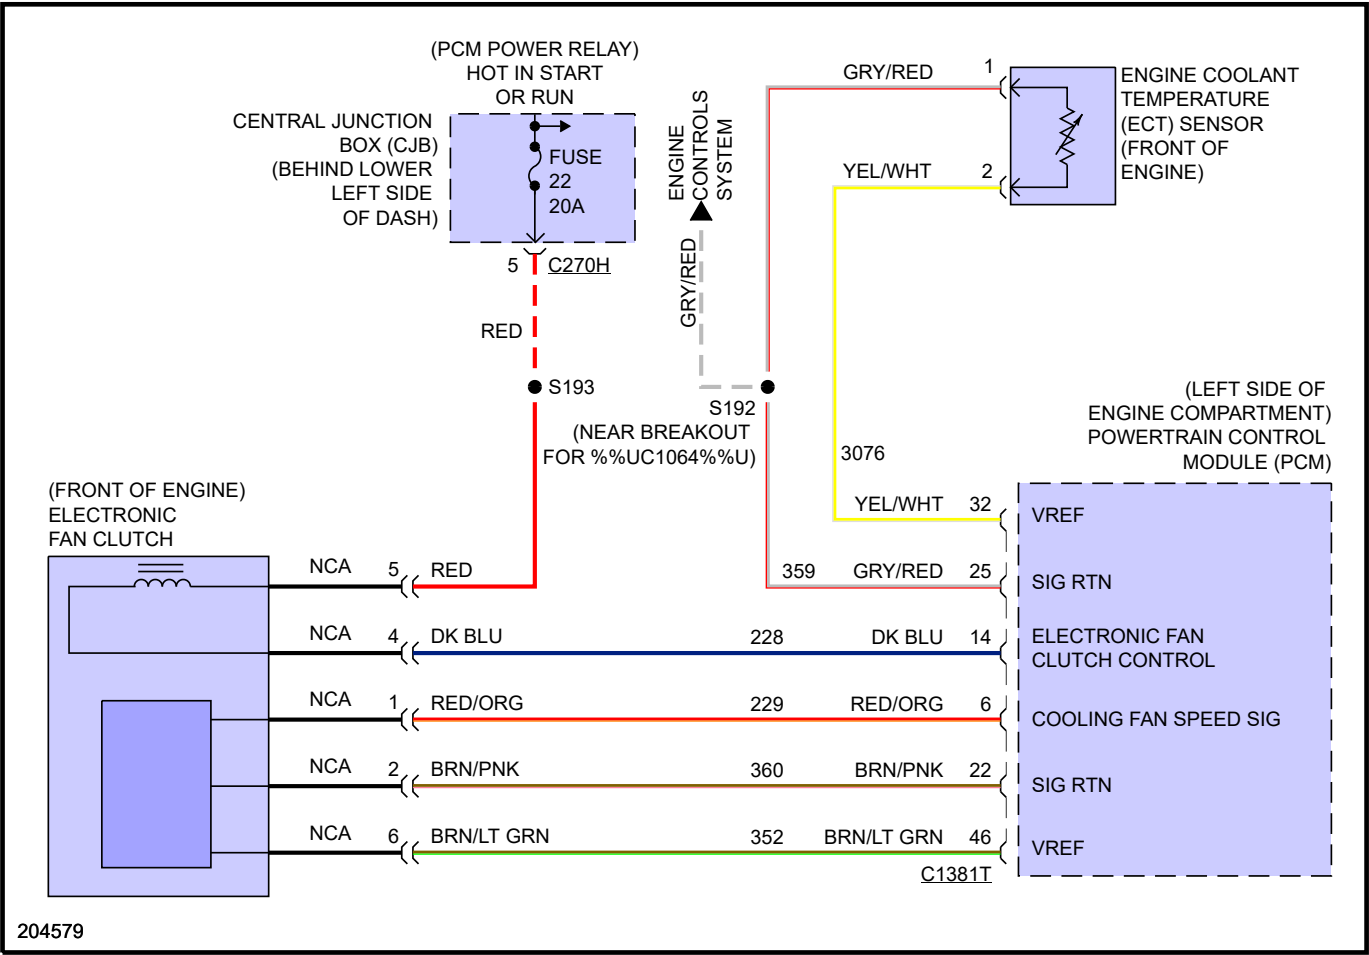 (PCM POWER RELAY)
HOT IN START
OR RUN
CENTRAL JUNCTION
BOX (CJB)
(BEHIND LOWER
LEFT SIDE
OF DASH)
FUSE
22
20A
5
C270H
RED
S193
ENGINE
CONTROLS
SYSTEM
GRY/RED
S192
(NEAR BREAKOUT
FOR %%UC1064%%U)
GRY/RED
1
YEL/WHT
2
ENGINE COOLANT
TEMPERATURE
(ECT) SENSOR
(FRONT OF
ENGINE)
3076
(LEFT SIDE OF
ENGINE COMPARTMENT)
POWERTRAIN CONTROL
MODULE (PCM)
YEL/WHT 32 VREF
359 GRY/RED 25 SIG RTN
(FRONT OF ENGINE)
ELECTRONIC
FAN CLUTCH
NCA 5 RED
NCA 4 DK BLU 228 DK BLU 14 ELECTRONIC FAN
CLUTCH CONTROL
NCA 1 RED/ORG 229 RED/ORG 6 COOLING FAN SPEED SIG
NCA 2 BRN/PNK 360 BRN/PNK 22 SIG RTN
NCA 6 BRN/LT GRN 352 BRN/LT GRN 46 VREF
C1381T
204579